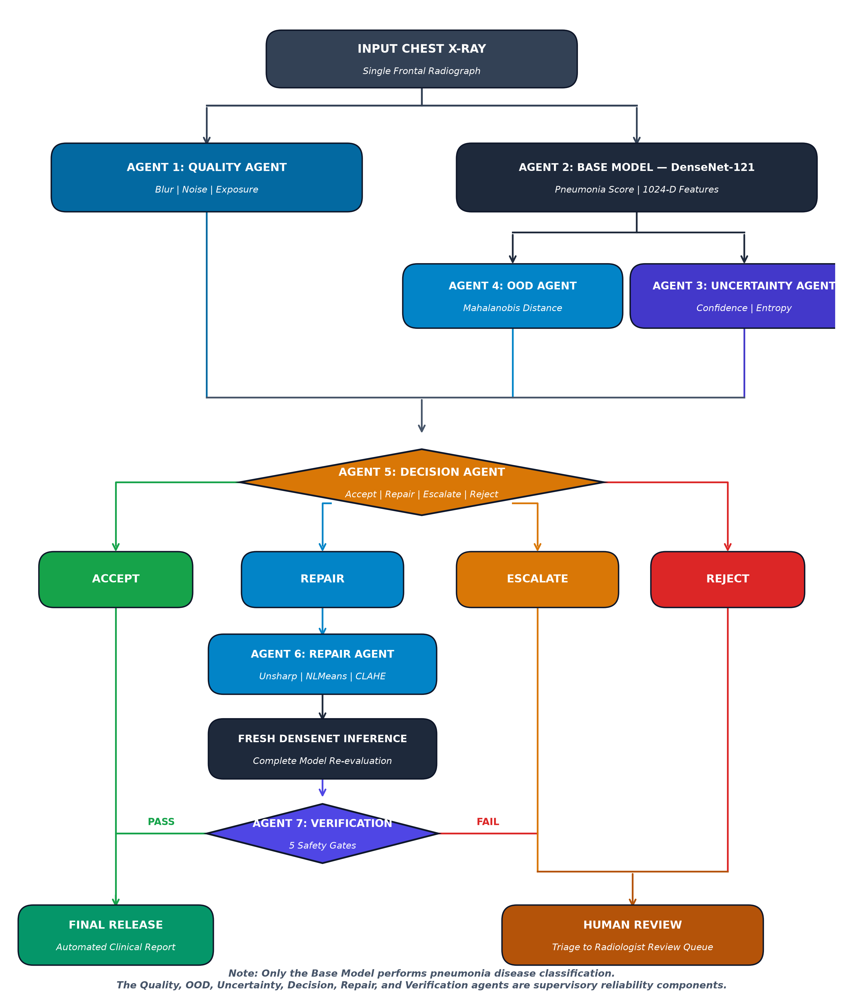 INPUT CHEST X-RAY
Single Frontal Radiograph
AGENT 1: QUALITY AGENT
Blur | Noise | Exposure
AGENT 2: BASE MODEL — DenseNet-121
Pneumonia Score | 1024-D Features
AGENT 4: OOD AGENT
Mahalanobis Distance
AGENT 3: UNCERTAINTY AGENT
Confidence | Entropy
AGENT 5: DECISION AGENT
Accept | Repair | Escalate | Reject
ACCEPT
REPAIR
ESCALATE
REJECT
AGENT 6: REPAIR AGENT
Unsharp | NLMeans | CLAHE
FRESH DENSENET INFERENCE
Complete Model Re-evaluation
PASS
AGENT 7: VERIFICATION
5 Safety Gates
FAIL
FINAL RELEASE
Automated Clinical Report
HUMAN REVIEW
Triage to Radiologist Review Queue
Note: Only the Base Model performs pneumonia disease classification.
The Quality, OOD, Uncertainty, Decision, Repair, and Verification agents are supervisory reliability components.